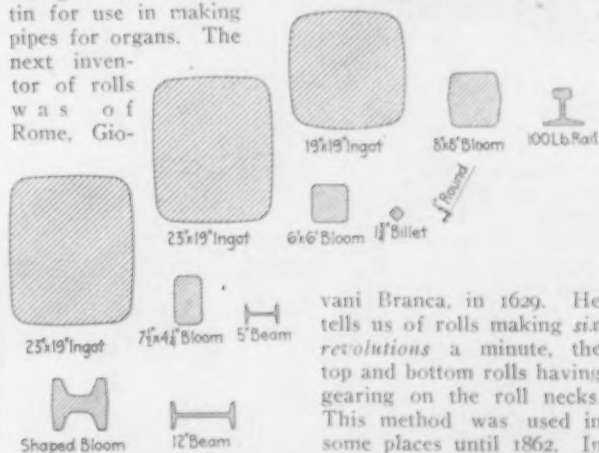 tin for use in making
pipes for organs. The
next inven-
tor of rolls
was of
Rome, Gio-
19"x19"Ingot
8"x8"Bloom
100Lb.Rail
23"x19"Ingot
6"x6"Bloom
1¾"Billet
Round
23"x19"Ingot
7½"x4¼"Bloom
5"Beam
vani Branca, in 1629. He
tells us of rolls making six
revolutions a minute, the
top and bottom rolls having
gearing on the roll necks.
This method was used in
Shaped Bloom
12"Beam
some places until 1862. In